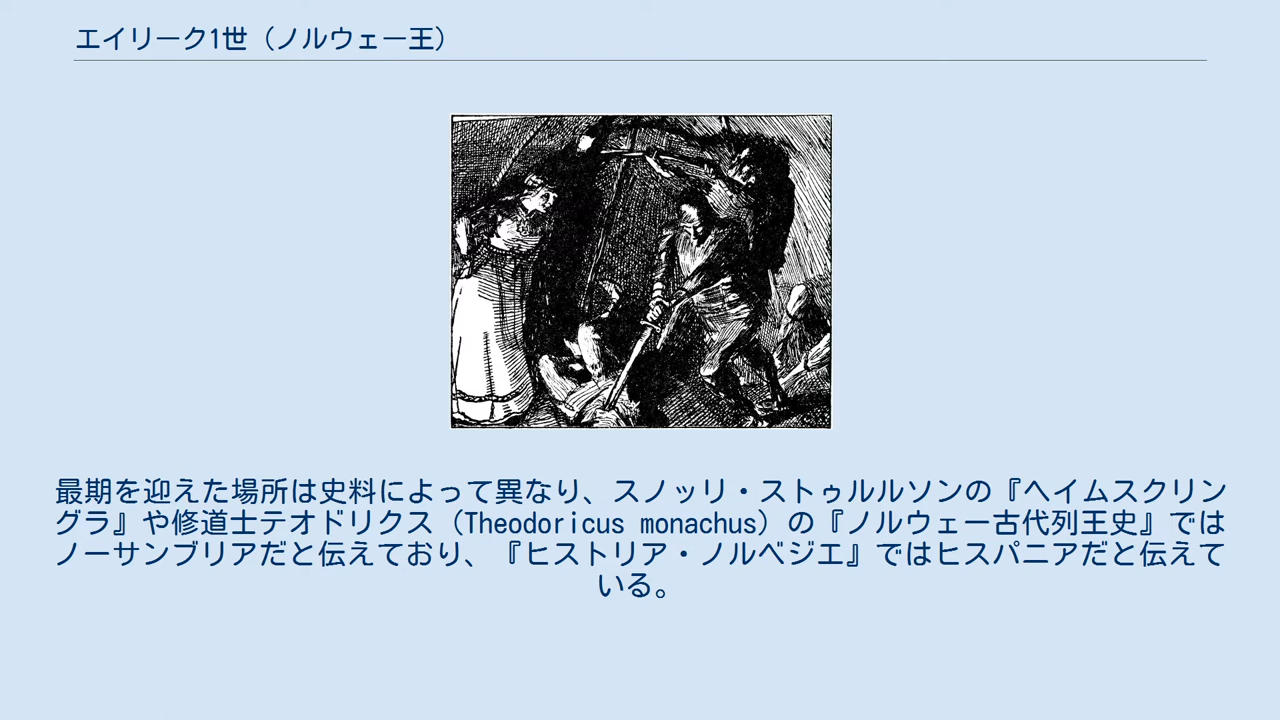 エイリーク1世（ノルウェー王）
最期を迎えた場所は史料によって異なり、スノッリ・ストゥルルソンの『ヘイムスクリン
グラ』や修道士テオドリクス（Theodoricus monachus）の『ノルウェー古代列王史』では
ノーサンブリアだと伝えており、『ヒストリア・ノルベジエ』ではヒスパニアだと伝えて
いる。